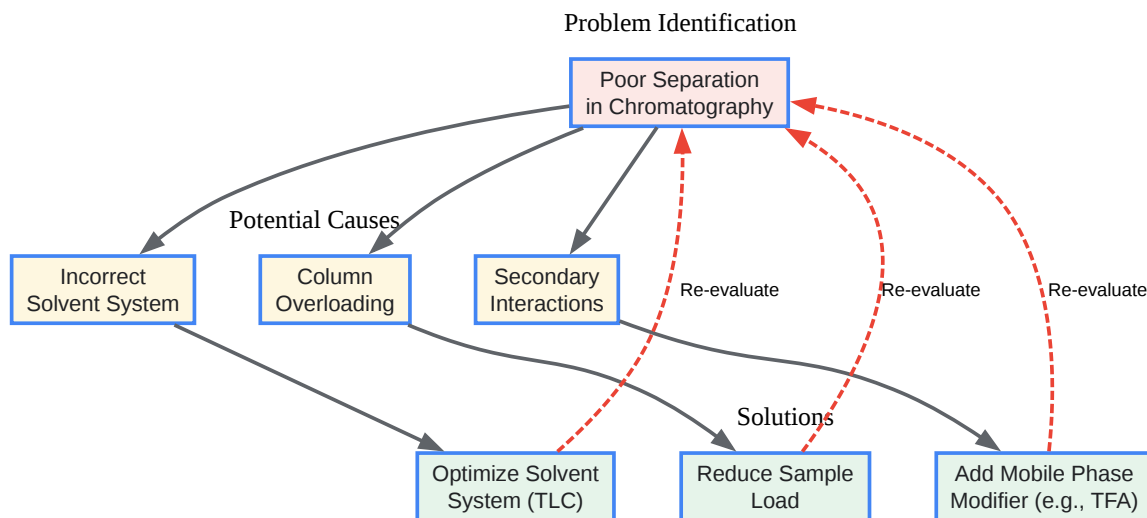 Problem Identification
Poor Separation
in Chromatography
Potential Causes
Incorrect
Solvent System
Column
Overloading
Secondary
Interactions
Re-evaluate
Re-evaluate
Re-evaluate
Solutions
Optimize Solvent
System (TLC)
Reduce Sample
Load
Add Mobile Phase
Modifier (e.g., TFA)